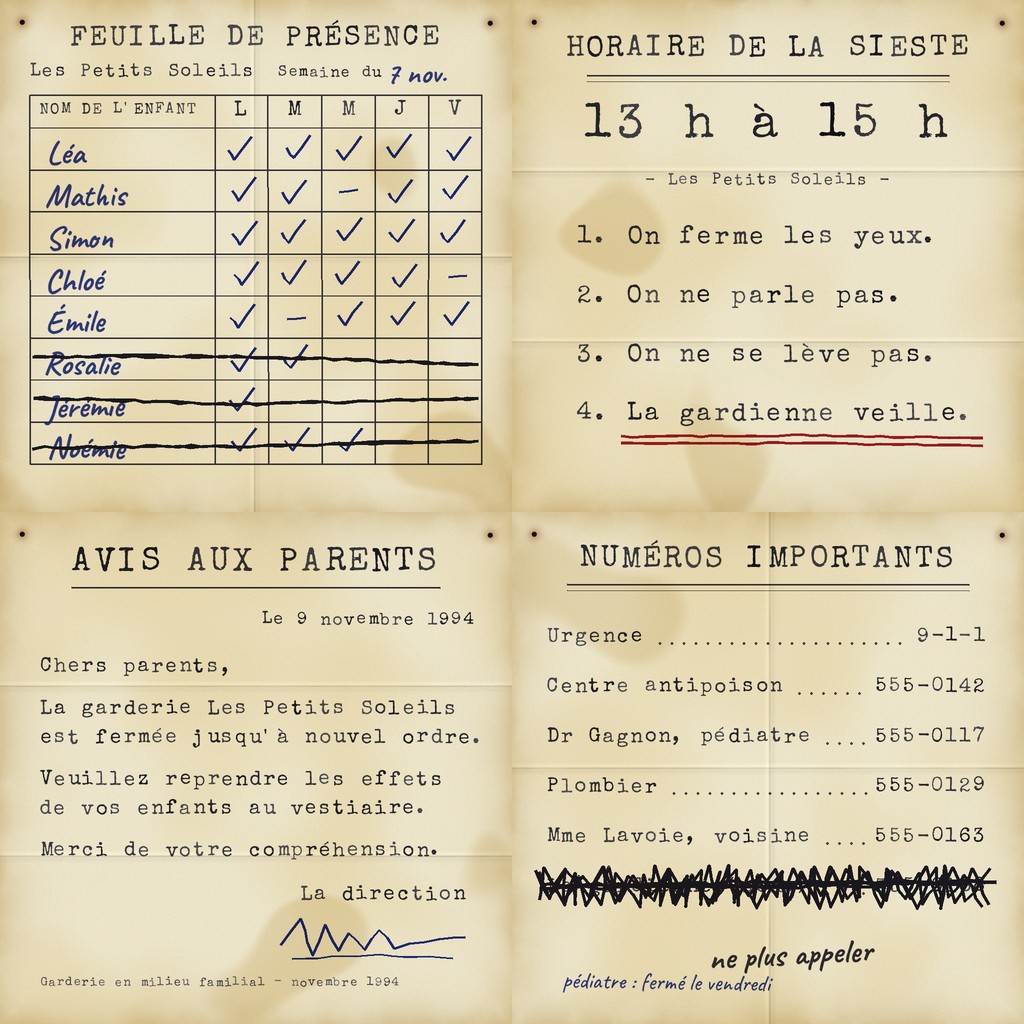 FEUILLE DE PRÉSENCE
Les Petits Soleils Semaine du 7 nov.
NOM DE L'ENFANT L M M J V
Léa ✓ ✓ ✓ ✓ ✓
Mathis ✓ ✓ – ✓ ✓
Simon ✓ ✓ ✓ ✓ ✓
Chloé ✓ ✓ ✓ ✓ –
Émile ✓ – ✓ ✓ ✓
Rosalie ✓ ✓
Jérémie ✓
Noémie ✓ ✓ ✓
HORAIRE DE LA SIESTE
13 h à 15 h
- Les Petits Soleils -
1. On ferme les yeux.
2. On ne parle pas.
3. On ne se lève pas.
4. La gardienne veille.
AVIS AUX PARENTS
Le 9 novembre 1994
Chers parents,
La garderie Les Petits Soleils
est fermée jusqu'à nouvel ordre.
Veuillez reprendre les effets
de vos enfants au vestiaire.
Merci de votre compréhension.
La direction
Garderie en milieu familial - novembre 1994
NUMÉROS IMPORTANTS
Urgence ...................... 9-1-1
Centre antipoison ...... 555-0142
Dr Gagnon, pédiatre .... 555-0117
Plombier .................. 555-0129
Mme Lavoie, voisine .... 555-0163
ne plus appeler
pédiatre : fermé le vendredi